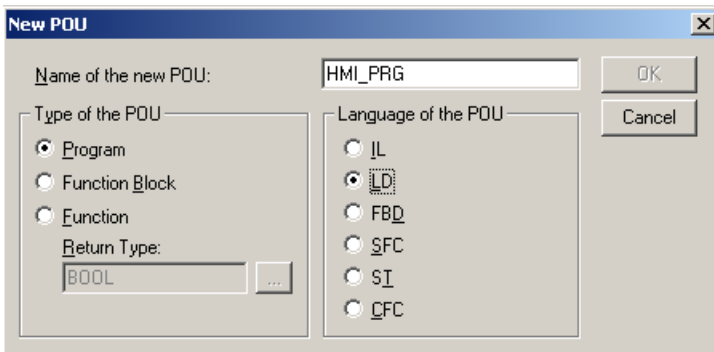 New POU
Name of the new POU:
HMI_PRG
OK
Cancel
Type of the POU
Program
Function Block
Function
Return Type:
BOOL
...
Language of the POU
IL
LD
FBD
SFC
ST
CFC